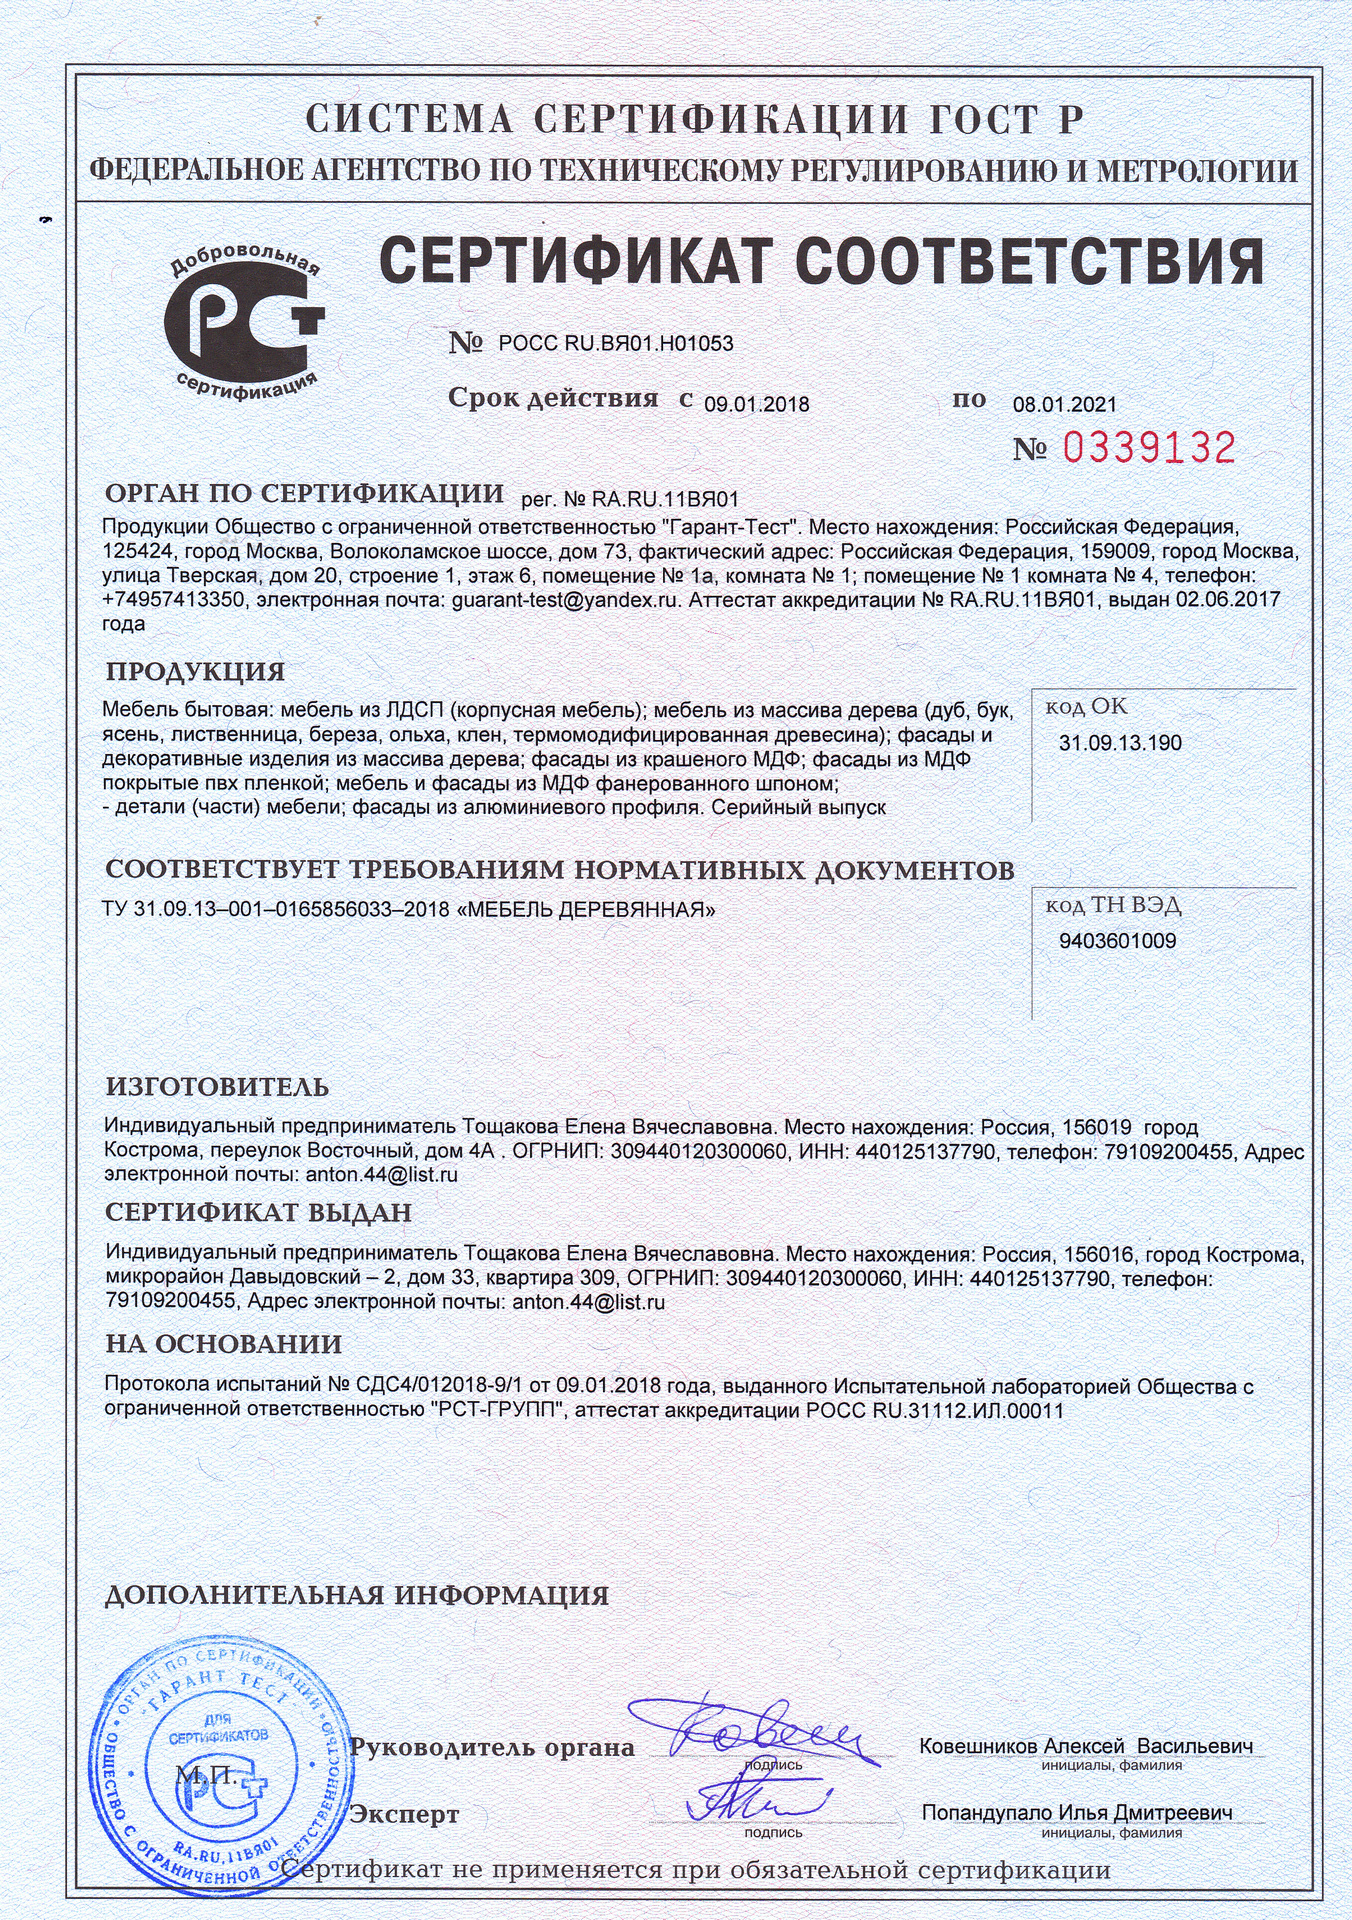 СИСТЕМА СЕРТИФИКАЦИИ ГОСТ Р
ФЕДЕРАЛЬНОЕ АГЕНТСТВО ПО ТЕХНИЧЕСКОМУ РЕГУЛИРОВАНИЮ И МЕТРОЛОГИИ
Добровольная
РСТ
сертификация
СЕРТИФИКАТ СООТВЕТСТВИЯ
№ РОСС RU.ВЯ01.Н01053
Срок действия с 09.01.2018 по 08.01.2021
№ 0339132
ОРГАН ПО СЕРТИФИКАЦИИ рег. № RA.RU.11ВЯ01
Продукции Общество с ограниченной ответственностью "Гарант-Тест". Место нахождения: Российская Федерация,
125424, город Москва, Волоколамское шоссе, дом 73, фактический адрес: Российская Федерация, 159009, город Москва,
улица Тверская, дом 20, строение 1, этаж 6, помещение № 1а, комната № 1; помещение № 1 комната № 4, телефон:
+74957413350, электронная почта: guarant-test@yandex.ru. Аттестат аккредитации № RA.RU.11ВЯ01, выдан 02.06.2017
года
ПРОДУКЦИЯ
Мебель бытовая: мебель из ЛДСП (корпусная мебель); мебель из массива дерева (дуб, бук,
ясень, лиственница, береза, ольха, клен, термомодифицированная древесина); фасады и
декоративные изделия из массива дерева; фасады из крашеного МДФ; фасады из МДФ
покрытые пвх пленкой; мебель и фасады из МДФ фанерованного шпоном;
- детали (части) мебели; фасады из алюминиевого профиля. Серийный выпуск
код ОК
31.09.13.190
СООТВЕТСТВУЕТ ТРЕБОВАНИЯМ НОРМАТИВНЫХ ДОКУМЕНТОВ
ТУ 31.09.13–001–0165856033–2018 «МЕБЕЛЬ ДЕРЕВЯННАЯ»
код ТН ВЭД
9403601009
ИЗГОТОВИТЕЛЬ
Индивидуальный предприниматель Тощакова Елена Вячеславовна. Место нахождения: Россия, 156019 город
Кострома, переулок Восточный, дом 4А . ОГРНИП: 309440120300060, ИНН: 440125137790, телефон: 79109200455, Адрес
электронной почты: anton.44@list.ru
СЕРТИФИКАТ ВЫДАН
Индивидуальный предприниматель Тощакова Елена Вячеславовна. Место нахождения: Россия, 156016, город Кострома,
микрорайон Давыдовский – 2, дом 33, квартира 309, ОГРНИП: 309440120300060, ИНН: 440125137790, телефон:
79109200455, Адрес электронной почты: anton.44@list.ru
НА ОСНОВАНИИ
Протокола испытаний № СДС4/012018-9/1 от 09.01.2018 года, выданного Испытательной лабораторией Общества с
ограниченной ответственностью "РСТ-ГРУПП", аттестат аккредитации РОСС RU.31112.ИЛ.00011
ДОПОЛНИТЕЛЬНАЯ ИНФОРМАЦИЯ
ОРГАН ПО СЕРТИФИКАЦИИ
"ГАРАНТ ТЕСТ"
ДЛЯ
СЕРТИФИКАТОВ
РСТ
М.П.
RA.RU.11ВЯ01
ОБЩЕСТВО С ОГРАНИЧЕННОЙ ОТВЕТСТВЕННОСТЬЮ
Руководитель органа
подпись
Ковешников Алексей Васильевич
инициалы, фамилия
Эксперт
подпись
Попандупало Илья Дмитреевич
инициалы, фамилия
Сертификат не применяется при обязательной сертификации